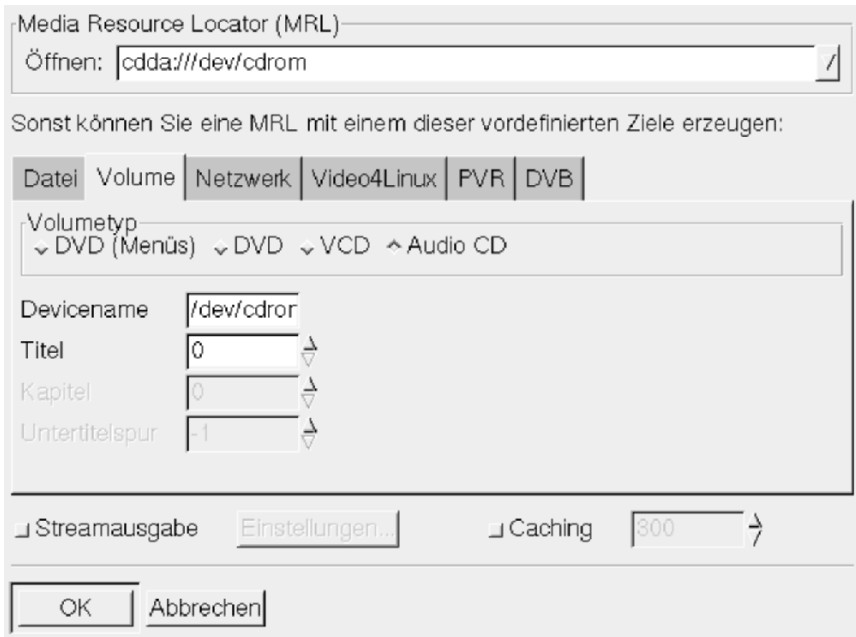 Media Resource Locator (MRL)
Öffnen: cdda:///dev/cdrom
Sonst können Sie eine MRL mit einem dieser vordefinierten Ziele erzeugen:
Datei Volume Netzwerk Video4Linux PVR DVB
Volumetyp
DVD (Menüs) DVD VCD Audio CD
Devicename /dev/cdror
Titel 0
Kapitel 0
Untertitelspur -1
Streamausgabe Einstellungen... Caching 300
OK Abbrechen